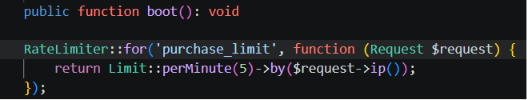 public function boot(): void
RateLimiter::for('purchase_limit', function (Request $request) {
    return Limit::perMinute(5)->by($request->ip());
});